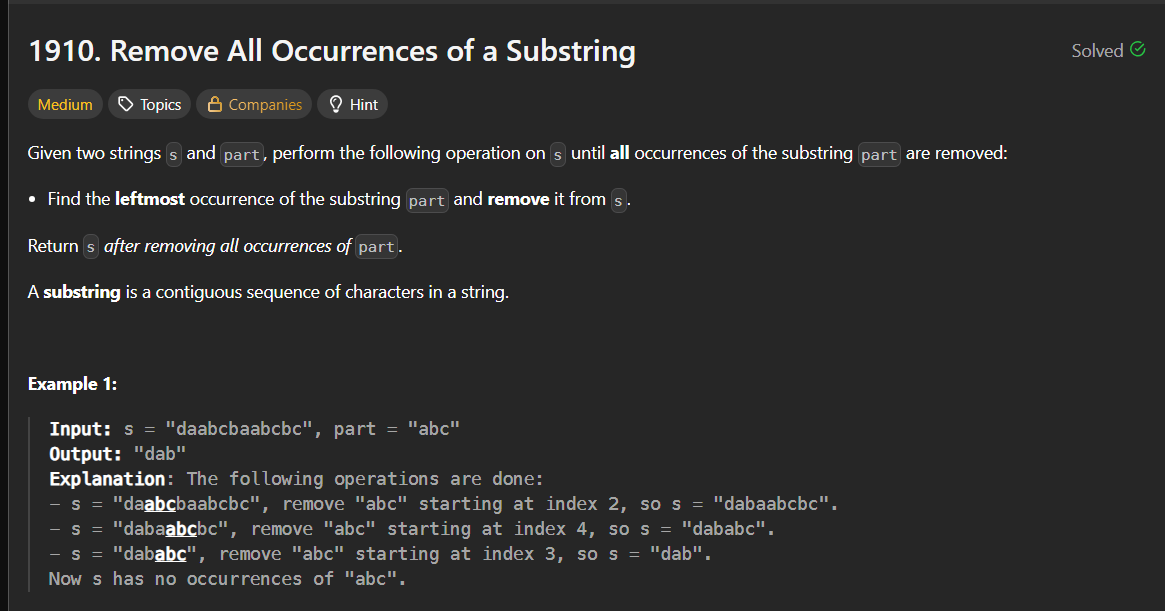 1910. Remove All Occurrences of a Substring
Solved
Medium Topics Companies Hint
Given two strings s and part, perform the following operation on s until all occurrences of the substring part are removed:
• Find the leftmost occurrence of the substring part and remove it from s.
Return s after removing all occurrences of part.
A substring is a contiguous sequence of characters in a string.
Example 1:
Input: s = "daabcbaabcbc", part = "abc"
Output: "dab"
Explanation: The following operations are done:
- s = "daabcbaabcbc", remove "abc" starting at index 2, so s = "dabaabcbc".
- s = "dabaabcbc", remove "abc" starting at index 4, so s = "dababc".
- s = "dababc", remove "abc" starting at index 3, so s = "dab".
Now s has no occurrences of "abc".